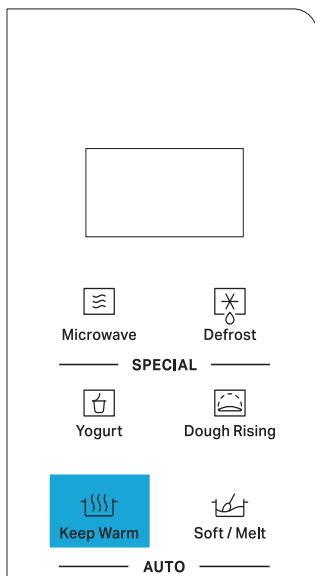 Microwave Defrost
SPECIAL
Yogurt Dough Rising
Keep Warm Soft / Melt
AUTO